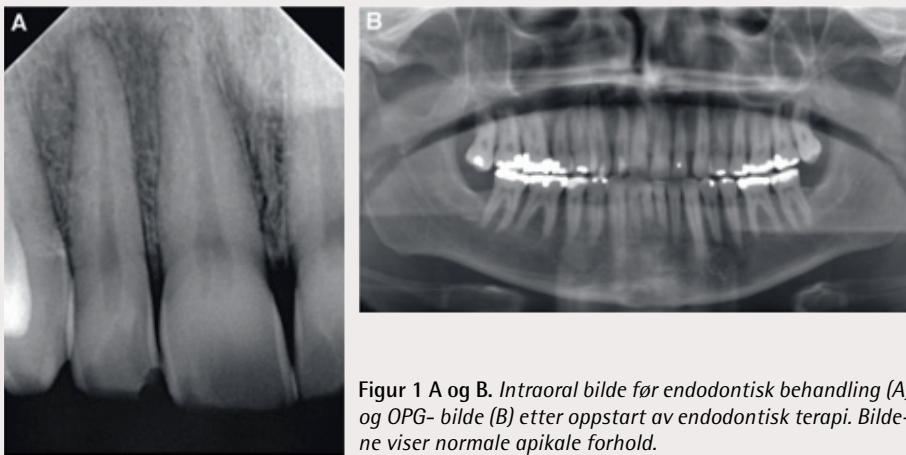 A
B
Figur 1 A og B. Intraoral bilde før endodontisk behandling (A)
og OPG- bilde (B) etter oppstart av endodontisk terapi. Bilde-
ne viser normale apikale forhold.